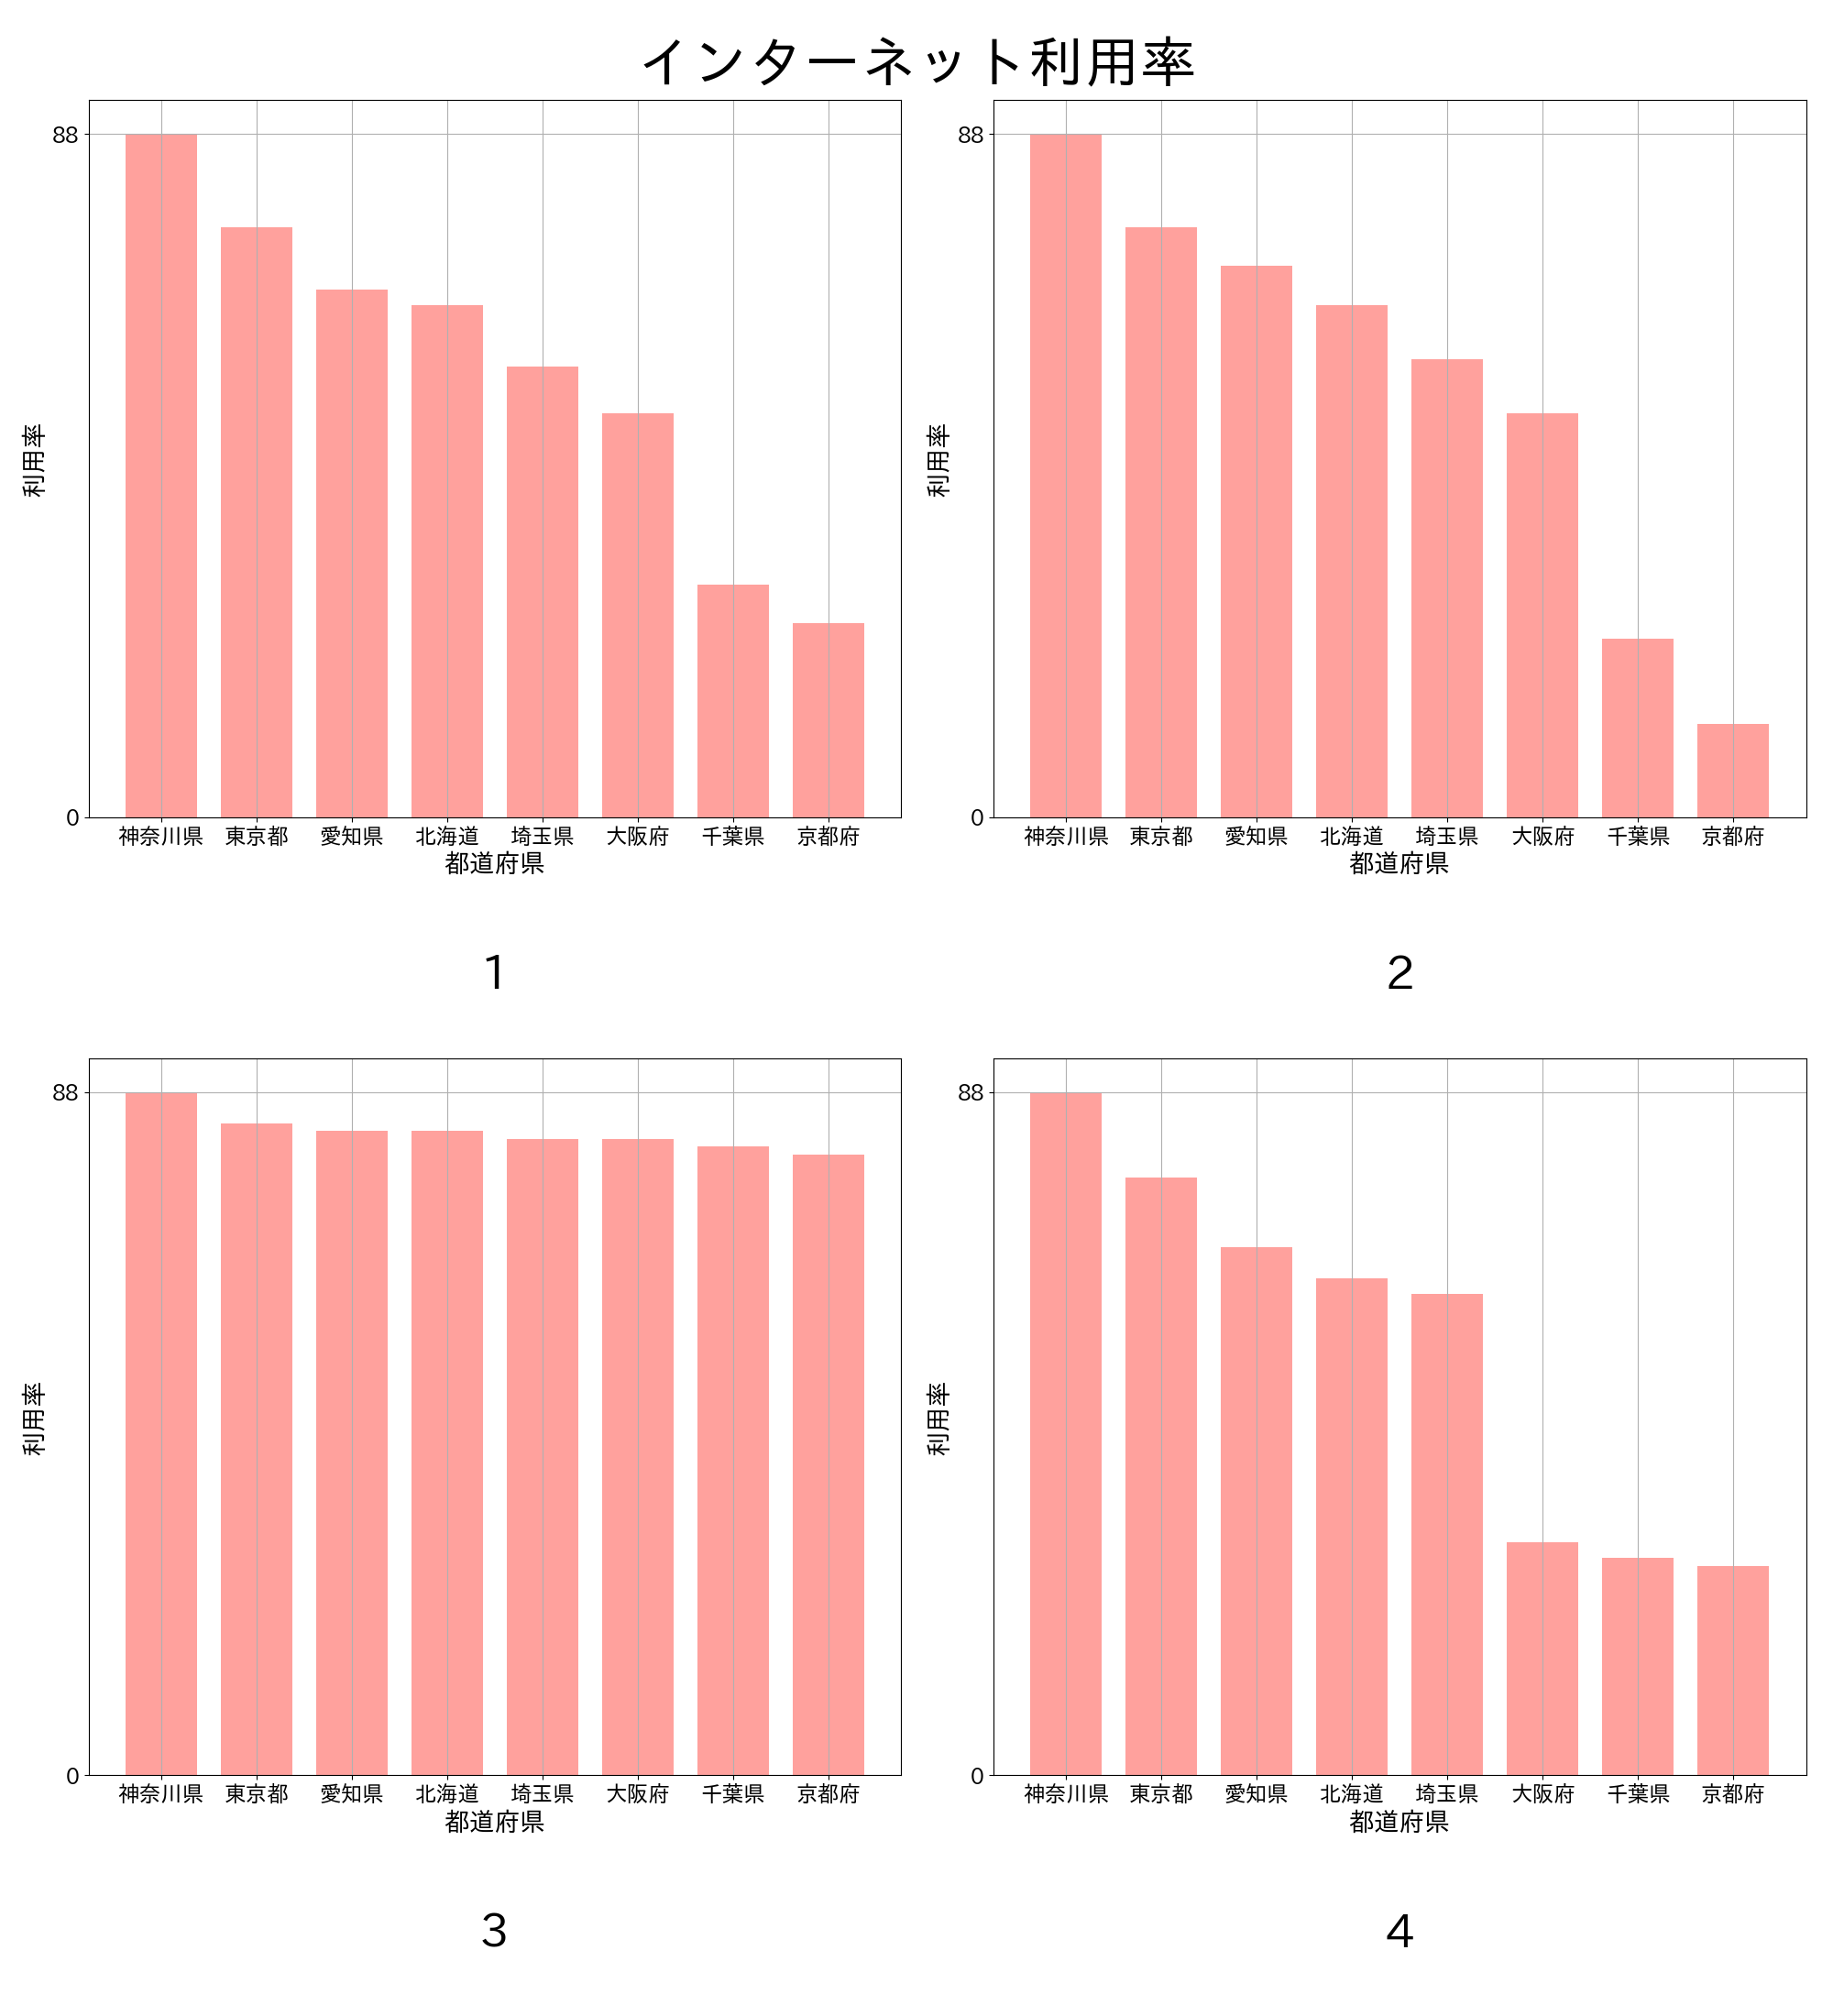 インターネット利用率
88
0
利用率
神奈川県 東京都 愛知県 北海道 埼玉県 大阪府 千葉県 京都府
都道府県
1
88
0
利用率
神奈川県 東京都 愛知県 北海道 埼玉県 大阪府 千葉県 京都府
都道府県
2
88
0
利用率
神奈川県 東京都 愛知県 北海道 埼玉県 大阪府 千葉県 京都府
都道府県
3
88
0
利用率
神奈川県 東京都 愛知県 北海道 埼玉県 大阪府 千葉県 京都府
都道府県
4